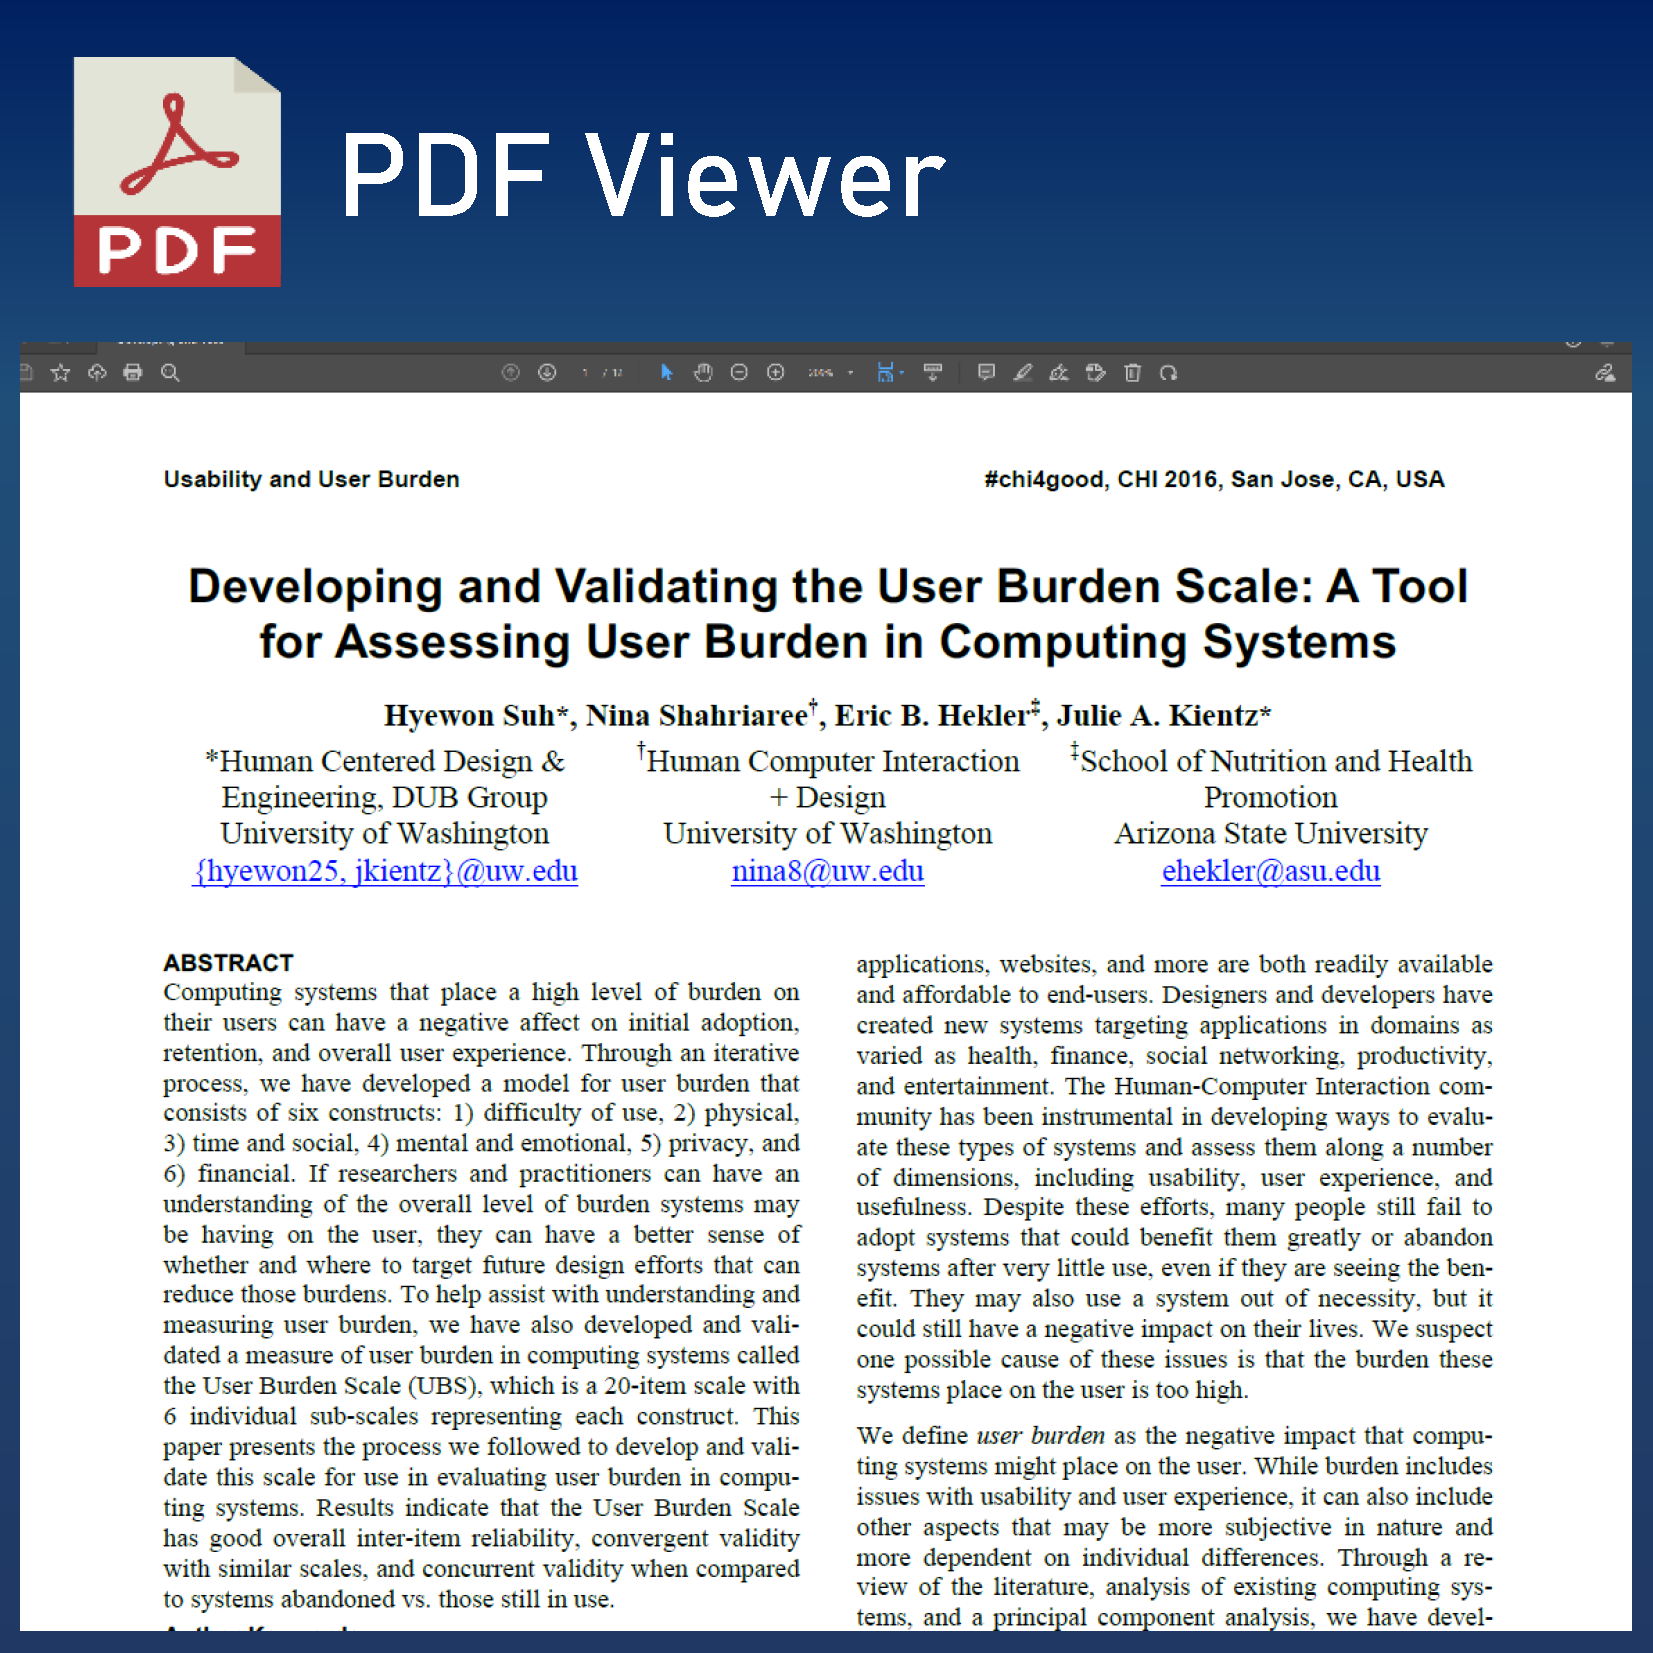 PDF
PDF Viewer
1 / 12
Usability and User Burden
#chi4good, CHI 2016, San Jose, CA, USA
Developing and Validating the User Burden Scale: A Tool
for Assessing User Burden in Computing Systems
Hyewon Suh*, Nina Shahriaree†, Eric B. Hekler‡, Julie A. Kientz*
*Human Centered Design &
Engineering, DUB Group
University of Washington
{hyewon25, jkientz}@uw.edu
†Human Computer Interaction
+ Design
University of Washington
nina8@uw.edu
‡School of Nutrition and Health
Promotion
Arizona State University
ehekler@asu.edu
ABSTRACT
Computing systems that place a high level of burden on
their users can have a negative affect on initial adoption,
retention, and overall user experience. Through an iterative
process, we have developed a model for user burden that
consists of six constructs: 1) difficulty of use, 2) physical,
3) time and social, 4) mental and emotional, 5) privacy, and
6) financial. If researchers and practitioners can have an
understanding of the overall level of burden systems may
be having on the user, they can have a better sense of
whether and where to target future design efforts that can
reduce those burdens. To help assist with understanding and
measuring user burden, we have also developed and vali-
dated a measure of user burden in computing systems called
the User Burden Scale (UBS), which is a 20-item scale with
6 individual sub-scales representing each construct. This
paper presents the process we followed to develop and vali-
date this scale for use in evaluating user burden in compu-
ting systems. Results indicate that the User Burden Scale
has good overall inter-item reliability, convergent validity
with similar scales, and concurrent validity when compared
to systems abandoned vs. those still in use.
applications, websites, and more are both readily available
and affordable to end-users. Designers and developers have
created new systems targeting applications in domains as
varied as health, finance, social networking, productivity,
and entertainment. The Human-Computer Interaction com-
munity has been instrumental in developing ways to evalu-
ate these types of systems and assess them along a number
of dimensions, including usability, user experience, and
usefulness. Despite these efforts, many people still fail to
adopt systems that could benefit them greatly or abandon
systems after very little use, even if they are seeing the ben-
efit. They may also use a system out of necessity, but it
could still have a negative impact on their lives. We suspect
one possible cause of these issues is that the burden these
systems place on the user is too high.
We define user burden as the negative impact that compu-
ting systems might place on the user. While burden includes
issues with usability and user experience, it can also include
other aspects that may be more subjective in nature and
more dependent on individual differences. Through a re-
view of the literature, analysis of existing computing sys-
tems, and a principal component analysis, we have devel-